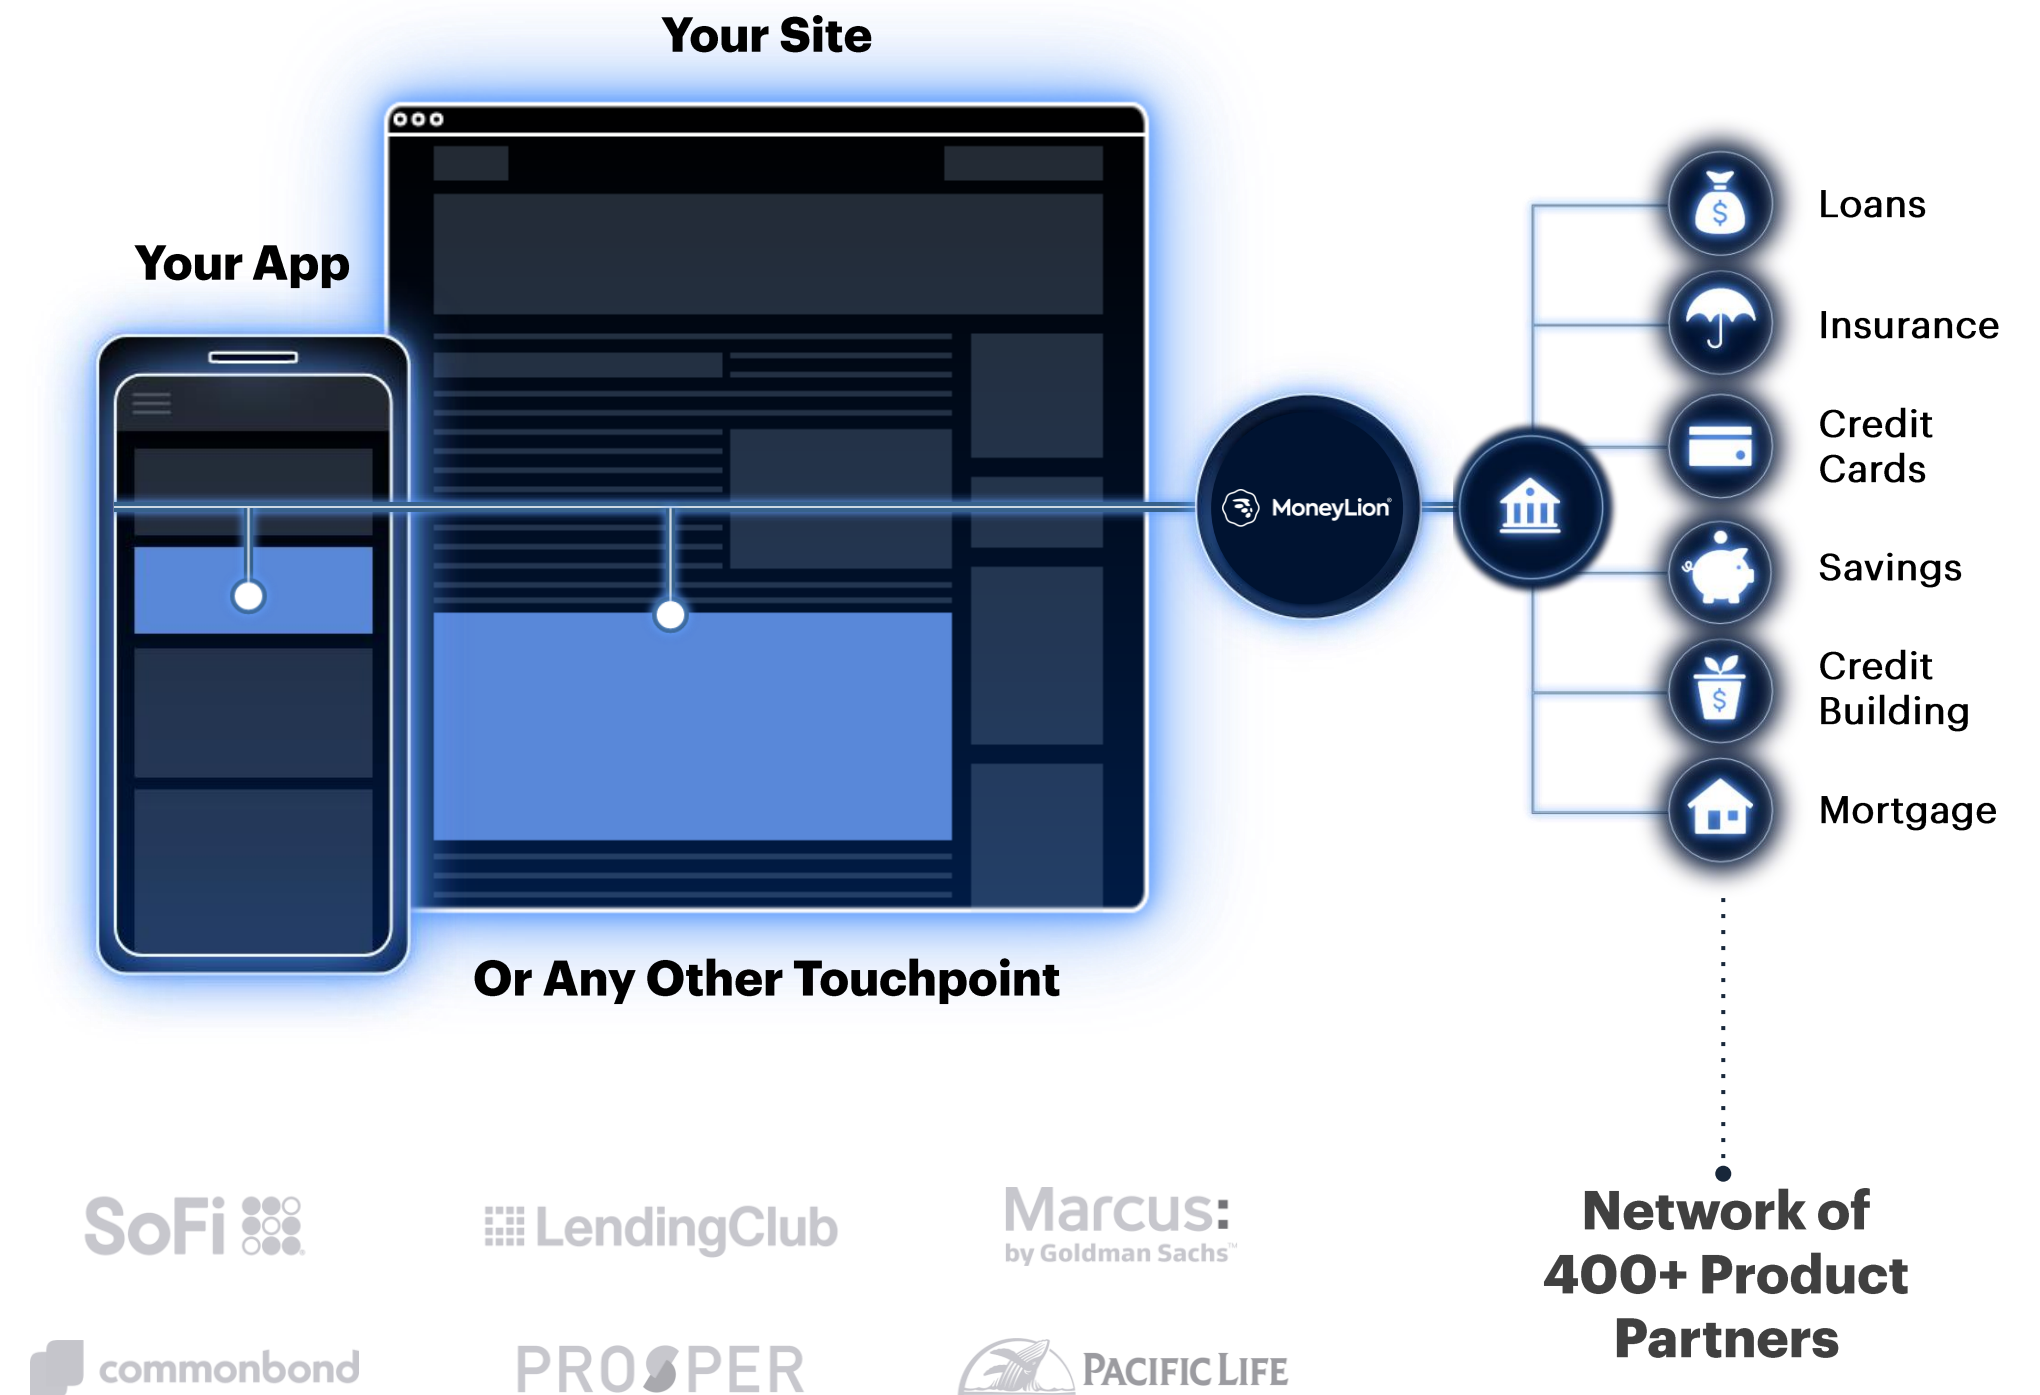 Your Site
Your App
Loans
Insurance
Credit
Cards
MoneyLion®
Savings
Credit
Building
Mortgage
Or Any Other Touchpoint
Network of
400+ Product
Partners
SoFi
LendingClub
Marcus:
by Goldman Sachs™
commonbond
PROSPER
PACIFIC LIFE